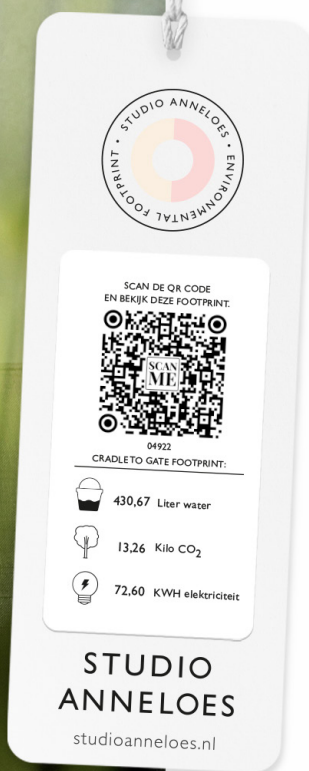 STUDIO ANNELOES • ENVIRONMENTAL FOOTPRINT •
SCAN DE QR CODE
EN BEKIJK DEZE FOOTPRINT.
SCAN
ME
04922
CRADLE TO GATE FOOTPRINT:
430,67 Liter water
13,26 Kilo CO₂
72,60 KWH elektriciteit
STUDIO
ANNELOES
studioanneloes.nl